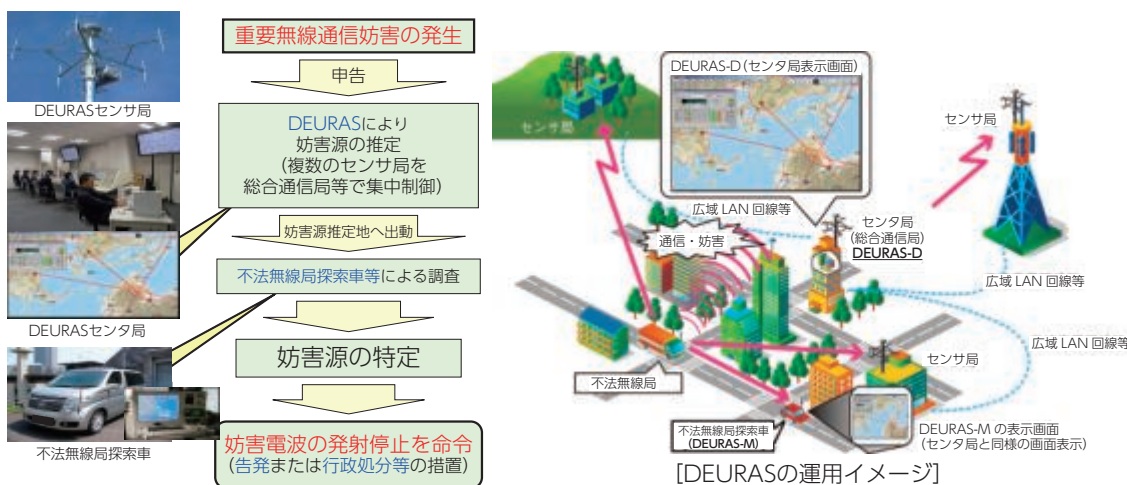 DEURASセンサ局
DEURASセンタ局
不法無線局探索車
重要無線通信妨害の発生
申告
DEURASにより
妨害源の推定
(複数のセンサ局を
総合通信局等で集中制御)
妨害源推定地へ出動
不法無線局探索車等による調査
妨害源の特定
妨害電波の発射停止を命令
(告発または行政処分等の措置)
DEURAS-D(センタ局表示画面)
センサ局
センサ局
広域 LAN 回線等
通信・妨害
センタ局
(総合通信局)
DEURAS-D
広域 LAN 回線等
広域 LAN 回線等
センサ局
不法無線局
不法無線局探索車
(DEURAS-M)
DEURAS-M の表示画面
(センタ局と同様の画面表示)
[DEURASの運用イメージ]